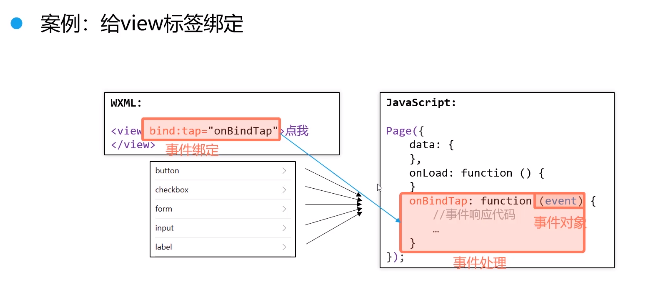 案例：给view标签绑定
WXML:
<view bind:tap="onBindTap">点我
</view>
事件绑定
button
checkbox
form
input
label
JavaScript:
Page({
data: {
},
onLoad: function () {
}
onBindTap: function (event) {
//事件响应代码
…
}
});
事件对象
事件处理